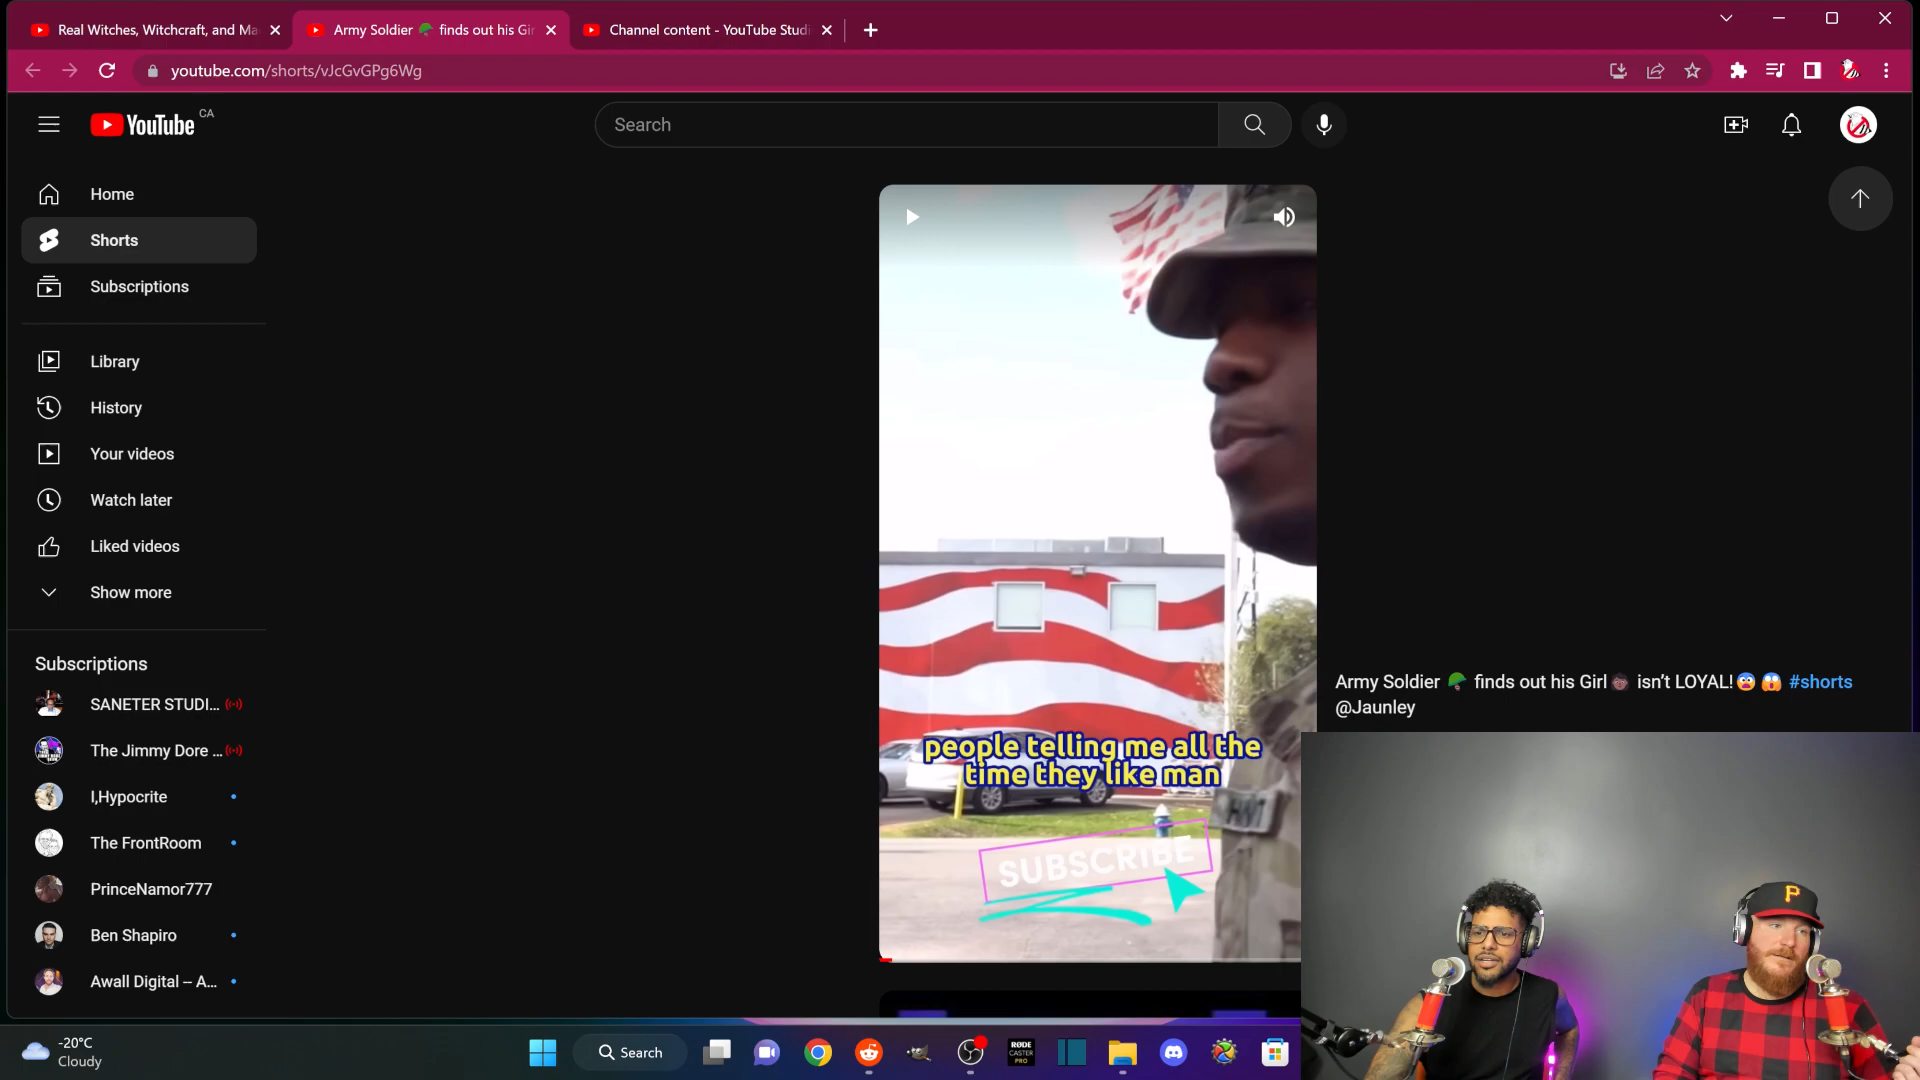 Real Witches, Witchcraft, and Ma
Army Soldier 🪖 finds out his Gir
Channel content - YouTube Studi
youtube.com/shorts/vJcGvGPg6Wg
YouTube CA
Search
Home
Shorts
Subscriptions
Library
History
Your videos
Watch later
Liked videos
Show more
Subscriptions
SANETER STUDI...
The Jimmy Dore ...
I,Hypocrite
The FrontRoom
PrinceNamor777
Ben Shapiro
Awall Digital -- A...
people telling me all the
time they like man
SUBSCRIBE
Army Soldier 🪖 finds out his Girl👩🏿 isn't LOYAL!😨😱 #shorts
@Jaunley
P
-20°C
Cloudy
Search
RØDE
CASTER
PRO